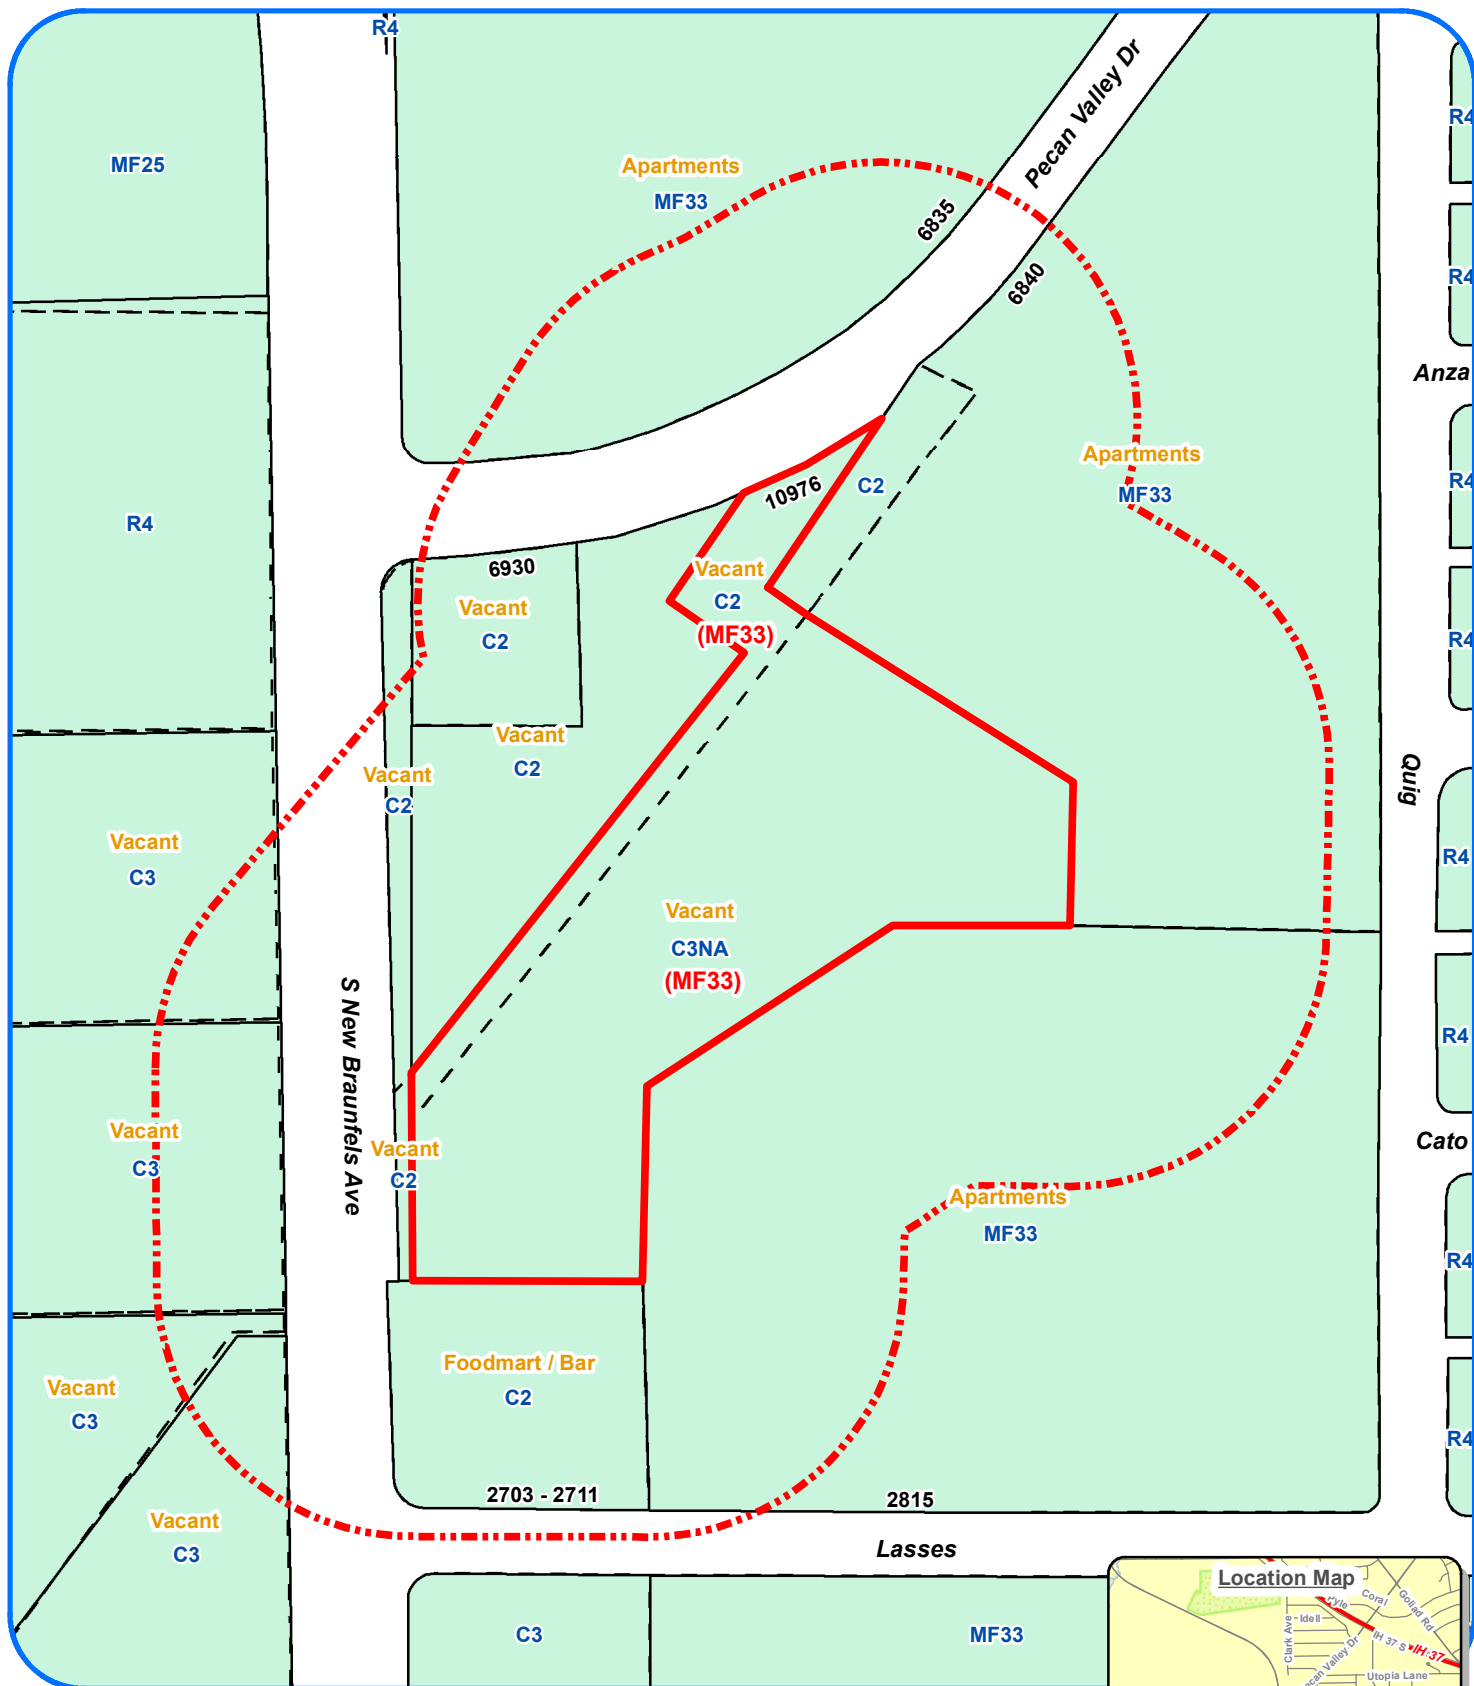 R4
Pecan Valley Dr
R4
MF25
Apartments
MF33
6835
6840
R4
Anza
Apartments
MF33
R4
10976
C2
R4
6930
Vacant
C2
(MF33)
Vacant
C2
R4
Vacant
C2
Vacant
C2
Quig
Vacant
C3
R4
Vacant
C3NA
(MF33)
S New Braunfels Ave
R4
Vacant
C3
Vacant
C2
Cato
Apartments
MF33
R4
Foodmart / Bar
C2
Vacant
C3
R4
2703 - 2711
2815
Vacant
C3
Lasses
C3
MF33
Location Map
Pyle
Coral
Goliad Rd
Idell
Clark Ave
IH 37 S
IH 37
Valley Dr
Utopia Lane